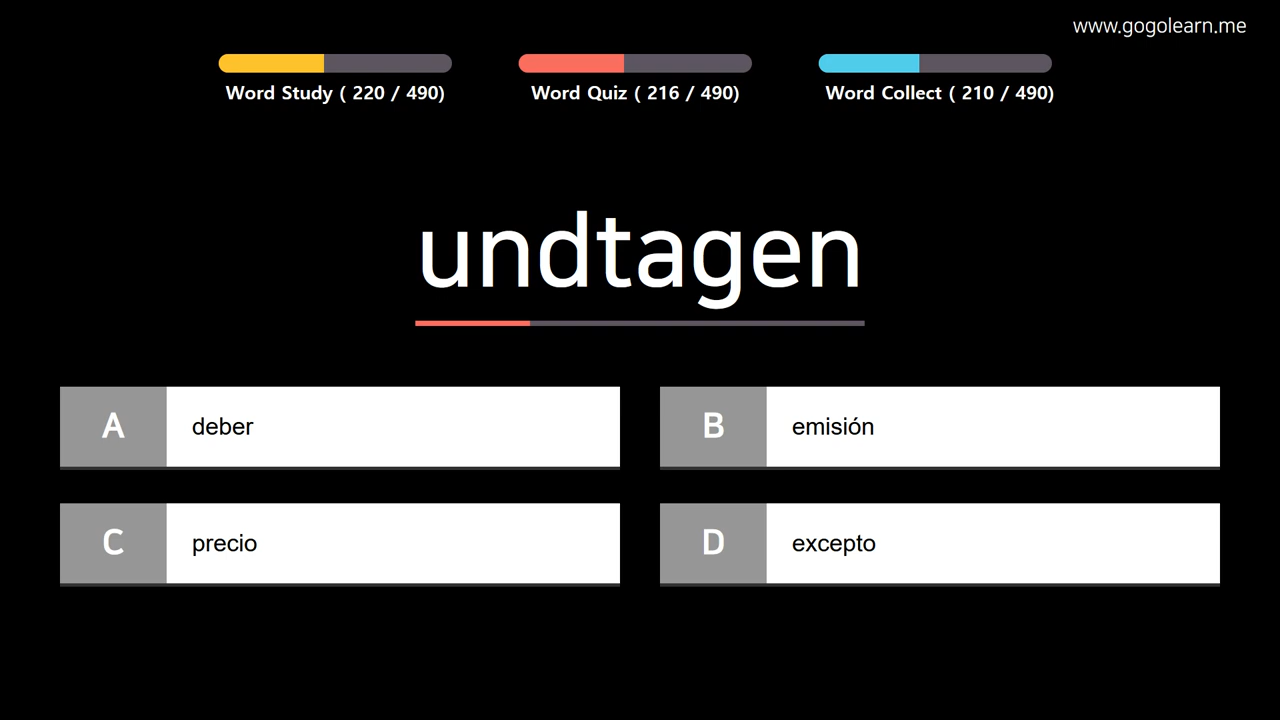 www.gogolearn.me
Word Study ( 220 / 490)
Word Quiz ( 216 / 490)
Word Collect ( 210 / 490)
undtagen
A deber
B emisión
C precio
D excepto